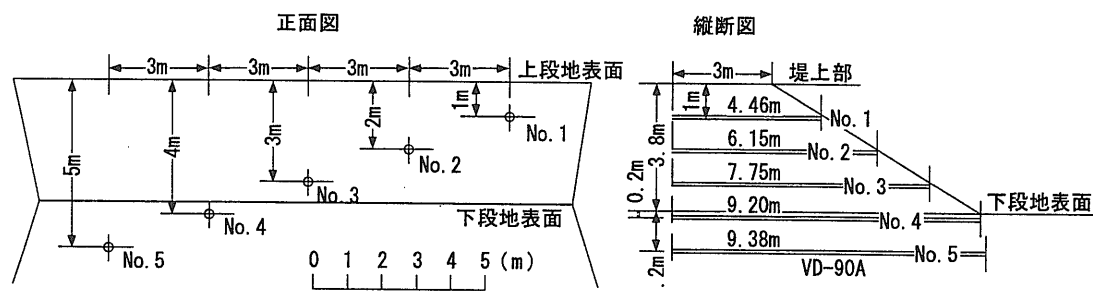 正面図
縦断図
3m 3m 3m 3m
上段地表面
3m
堤上部
5m
4m
3m
2m
1m
No.1
No.2
No.3
No.4
No.5
下段地表面
0 1 2 3 4 5 (m)
1m
3.8m
0.2m
.2m
4.46m
No.1
6.15m
No.2
7.75m
No.3
下段地表面
9.20m
No.4
9.38m
No.5
VD-90A